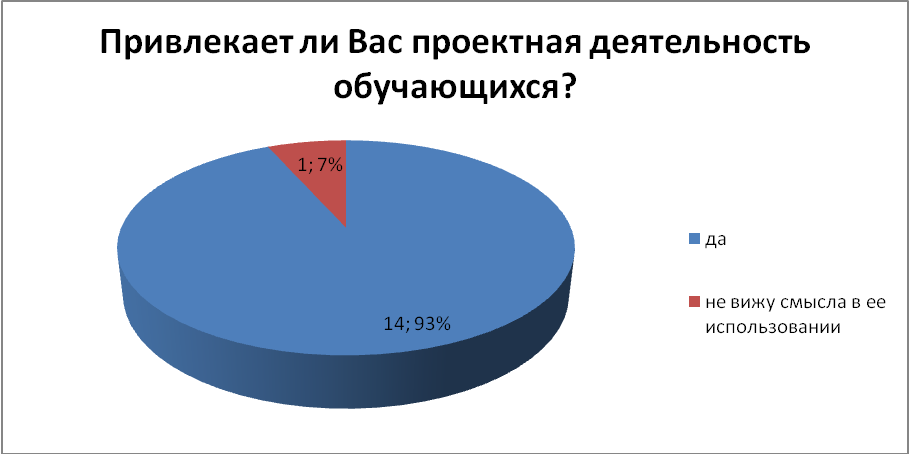 Привлекает ли Вас проектная деятельность
обучающихся?
1; 7%
14; 93%
да
не вижу смысла в ее
использовании